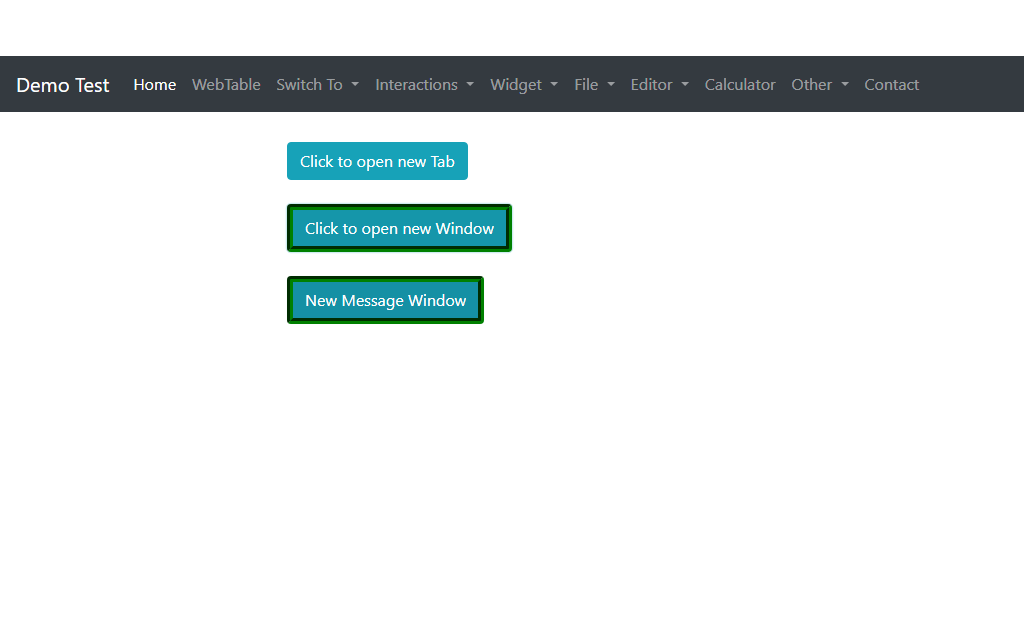 Demo Test Home WebTable Switch To Interactions Widget File Editor Calculator Other Contact
Click to open new Tab
Click to open new Window
New Message Window